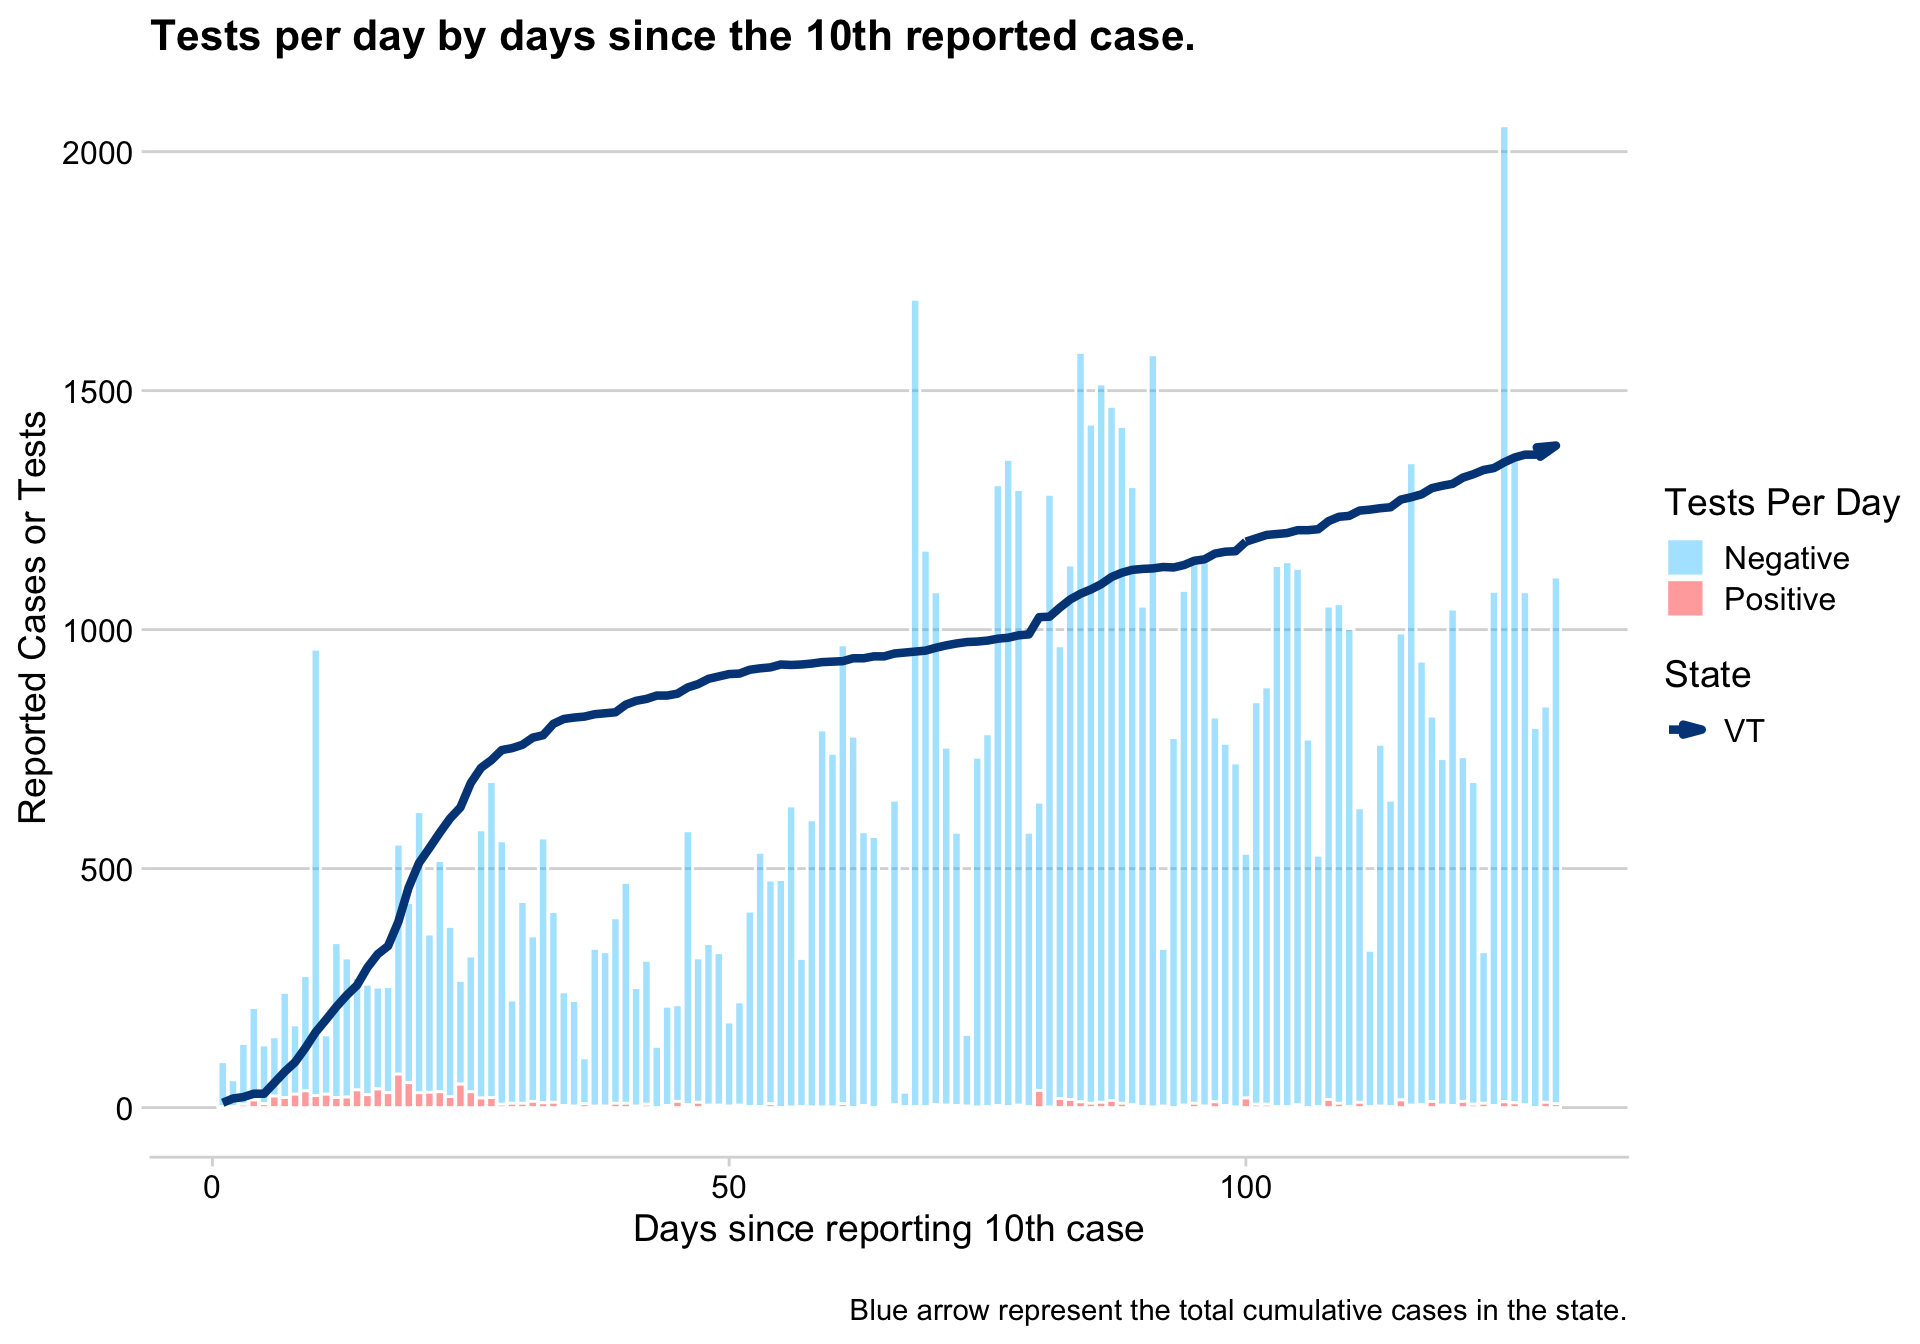 Tests per day by days since the 10th reported case.
2000
1500
1000
500
0
Reported Cases or Tests
0 50 100
Days since reporting 10th case
Tests Per Day
Negative
Positive
State
VT
Blue arrow represent the total cumulative cases in the state.